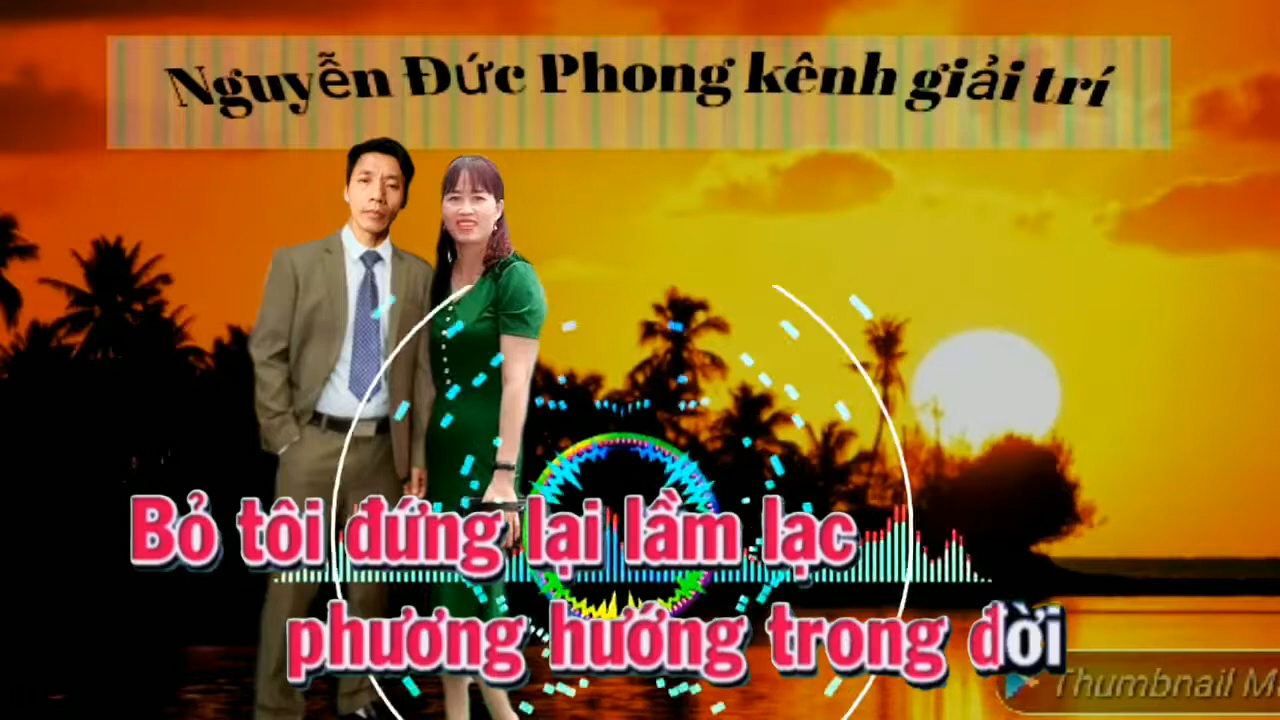 Nguyễn Đức Phong kênh giải trí
Bỏ tôi đứng lại lầm lạc
phương hướng trong đời
Thumbnail M